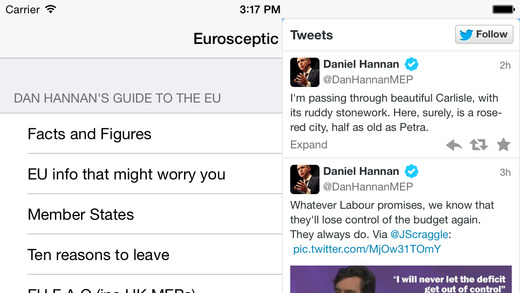 Carrier 3:17 PM
Eurosceptic
DAN HANNAN'S GUIDE TO THE EU
Facts and Figures
EU info that might worry you
Member States
Ten reasons to leave
EU F.A.Q (inc UK MEPs)
Tweets
Follow
Daniel Hannan 2h
@DanHannanMEP
I'm passing through beautiful Carlisle, with
its ruddy stonework. Here, surely, is a rose-
red city, half as old as Petra.
Expand
Daniel Hannan 3h
@DanHannanMEP
Whatever Labour promises, we know that
they'll lose control of the budget again.
They always do. Via @JScraggle:
pic.twitter.com/MjOw31TOmY
"I will never let the deficit
get out of control"